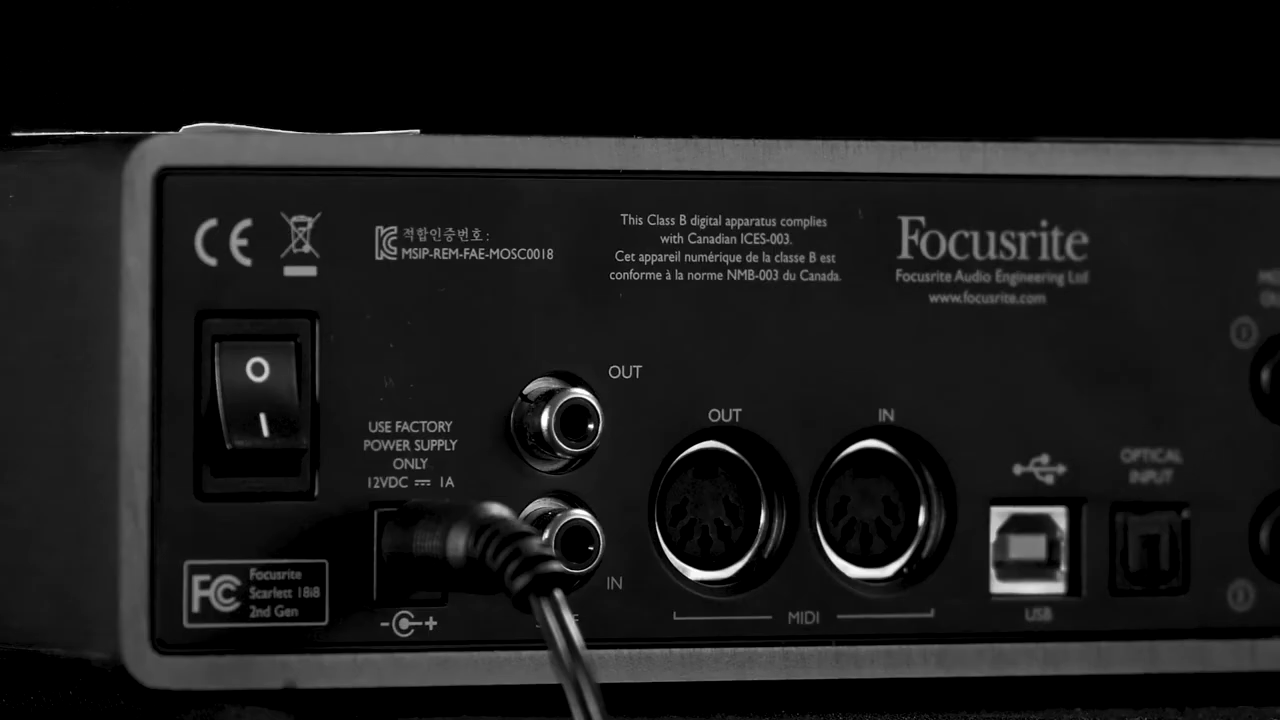 CE
적합인증번호:
MSIP-REM-FAE-MOSC0018
This Class B digital apparatus complies
with Canadian ICES-003.
Cet appareil numérique de la classe B est
conforme à la norme NMB-003 du Canada.
Focusrite
Focusrite Audio Engineering Ltd
www.focusrite.com
O
I
USE FACTORY
POWER SUPPLY
ONLY
12VDC ⎓ 1A
OUT
IN
OUT
IN
MIDI
USB
OPTICAL
INPUT
FC
Focusrite
Scarlett 18i8
2nd Gen
- +